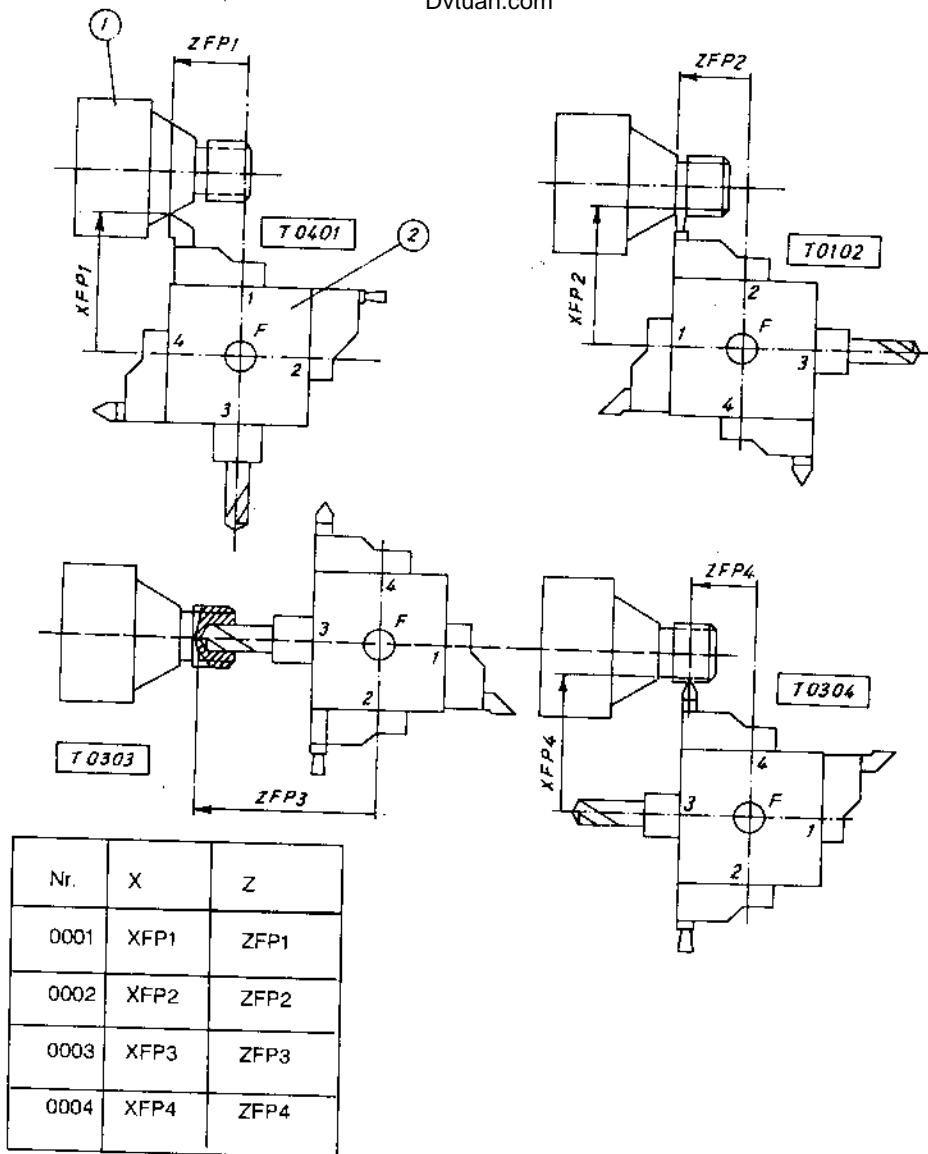 Dvtuan.com
1
ZFP1
XFP1
T0401
2
1
F
4
2
3
ZFP2
XFP2
T0102
2
F
1
3
4
4
F
3
1
2
T0303
ZFP3
ZFP4
XFP4
T0304
4
F
3
1
2
Nr. X Z
0001 XFP1 ZFP1
0002 XFP2 ZFP2
0003 XFP3 ZFP3
0004 XFP4 ZFP4